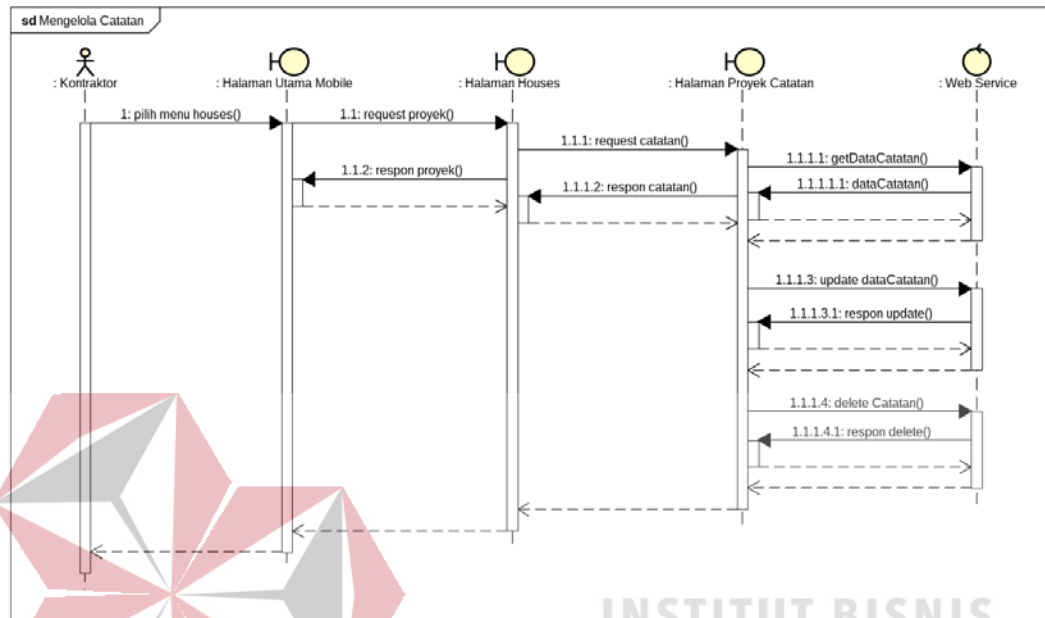 sd Mengelola Catatan
: Kontraktor
: Halaman Utama Mobile
: Halaman Houses
: Halaman Proyek Catatan
: Web Service
1: pilih menu houses()
1.1: request proyek()
1.1.1: request catatan()
1.1.1.1: getDataCatatan()
1.1.2: respon proyek()
1.1.1.2: respon catatan()
1.1.1.1.1: dataCatatan()
1.1.1.3: update dataCatatan()
1.1.1.3.1: respon update()
1.1.1.4: delete Catatan()
1.1.1.4.1: respon delete()
INSTITUT BISNIS